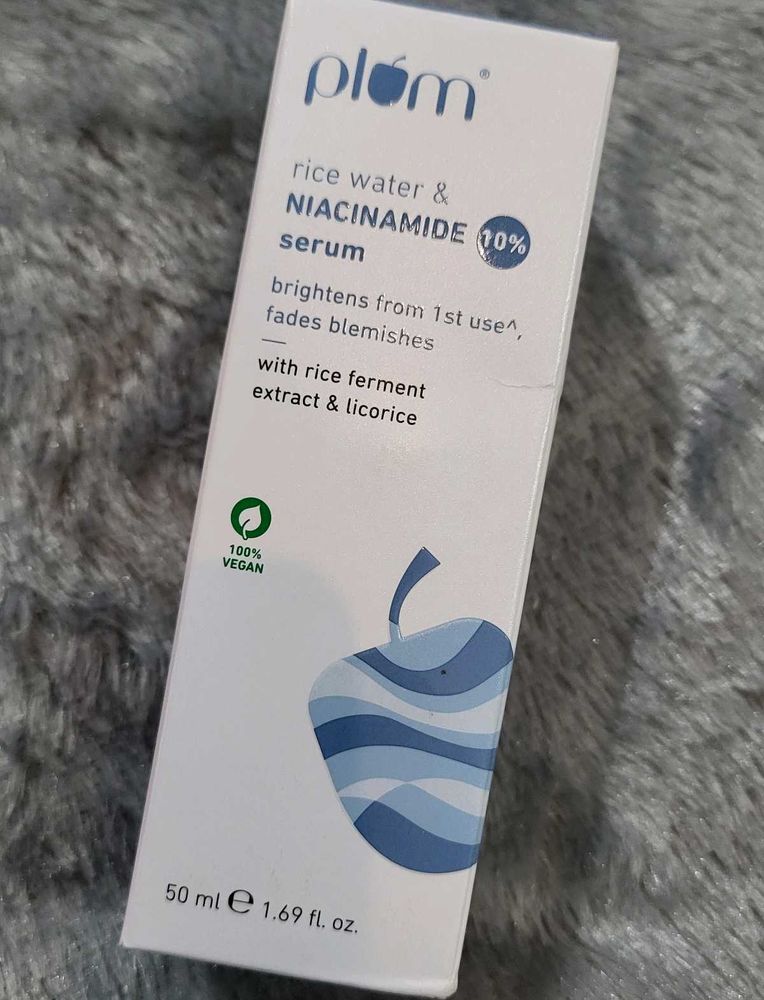 plum®
rice water &
NIACINAMIDE 10%
serum
brightens from 1st use^,
fades blemishes
with rice ferment
extract & licorice
100%
VEGAN
50 ml ℮ 1.69 fl. oz.